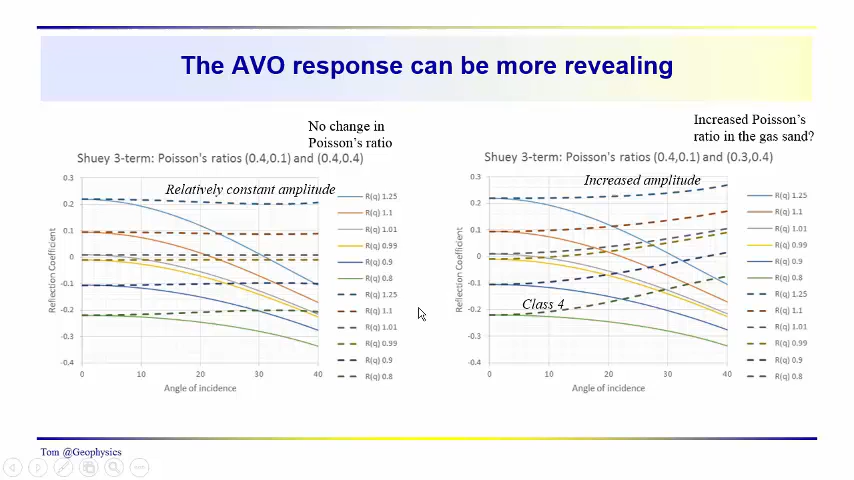 The AVO response can be more revealing
No change in
Poisson's ratio
Shuey 3-term: Poisson's ratios (0.4,0.1) and (0.4,0.4)
Relatively constant amplitude
0.3
0.2
0.1
0
-0.1
-0.2
-0.3
-0.4
Reflection Coefficient
0
10
20
30
40
Angle of incidence
R(q) 1.25
R(q) 1.1
R(q) 1.01
R(q) 0.99
R(q) 0.9
R(q) 0.8
R(q) 1.25
R(q) 1.1
R(q) 1.01
R(q) 0.99
R(q) 0.9
R(q) 0.8
Increased Poisson's
ratio in the gas sand?
Shuey 3-term: Poisson's ratios (0.4,0.1) and (0.3,0.4)
Increased amplitude
Class 4
0.3
0.2
0.1
0
-0.1
-0.2
-0.3
-0.4
Reflection Coefficient
0
10
20
30
40
Angle of incidence
R(q) 1.25
R(q) 1.1
R(q) 1.01
R(q) 0.99
R(q) 0.9
R(q) 0.8
R(q) 1.25
R(q) 1.1
R(q) 1.01
R(q) 0.99
R(q) 0.9
R(q) 0.8
Tom @Geophysics